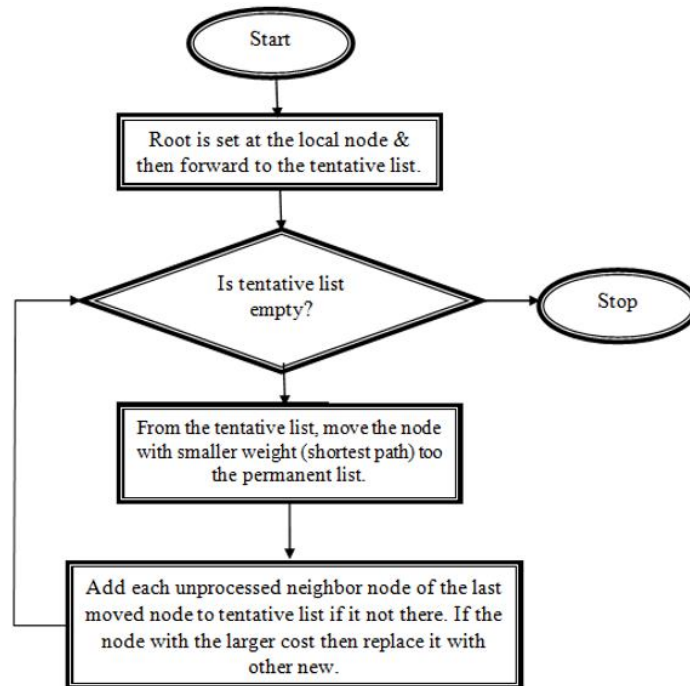 Start
Root is set at the local node &
then forward to the tentative list.
Is tentative list
empty?
Stop
From the tentative list, move the node
with smaller weight (shortest path) too
the permanent list.
Add each unprocessed neighbor node of the last
moved node to tentative list if it not there. If the
node with the larger cost then replace it with
other new.